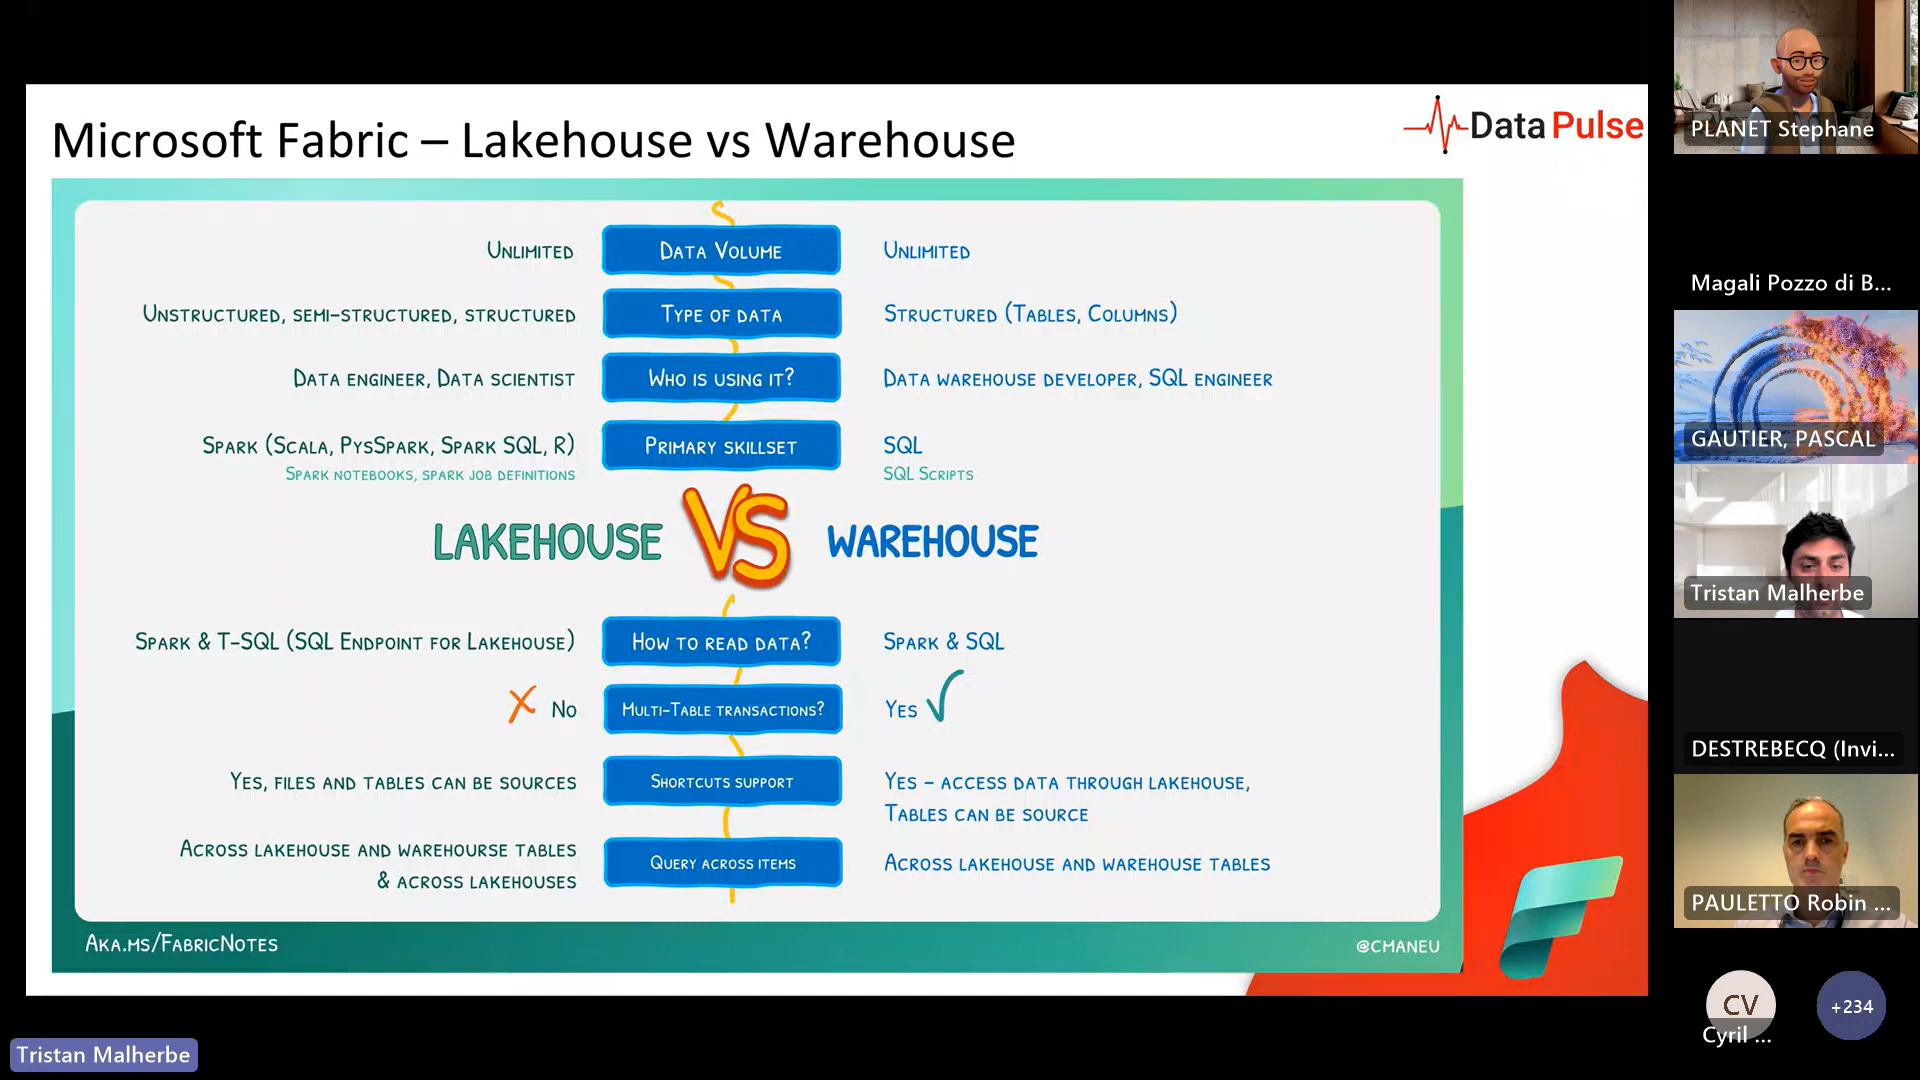 Microsoft Fabric – Lakehouse vs Warehouse
Data Pulse
Unlimited
Data Volume
Unlimited
Unstructured, semi-structured, structured
Type of data
Structured (Tables, Columns)
Data engineer, Data scientist
Who is using it?
Data warehouse developer, SQL engineer
Spark (Scala, PysSpark, Spark SQL, R)
Spark notebooks, spark job definitions
Primary skillset
SQL
SQL Scripts
LAKEHOUSE
VS
WAREHOUSE
Spark & T-SQL (SQL Endpoint for Lakehouse)
How to read data?
Spark & SQL
No
Multi-Table transactions?
Yes
Yes, files and tables can be sources
Shortcuts support
Yes – access data through lakehouse,
Tables can be source
Across lakehouse and warehourse tables
& across lakehouses
Query across items
Across lakehouse and warehouse tables
Aka.ms/FabricNotes
@cmaneu
PLANET Stephane
Magali Pozzo di B...
GAUTIER, PASCAL
Tristan Malherbe
DESTREBECQ (Invi...
PAULETTO Robin ...
CV
Cyril ...
+234
Tristan Malherbe